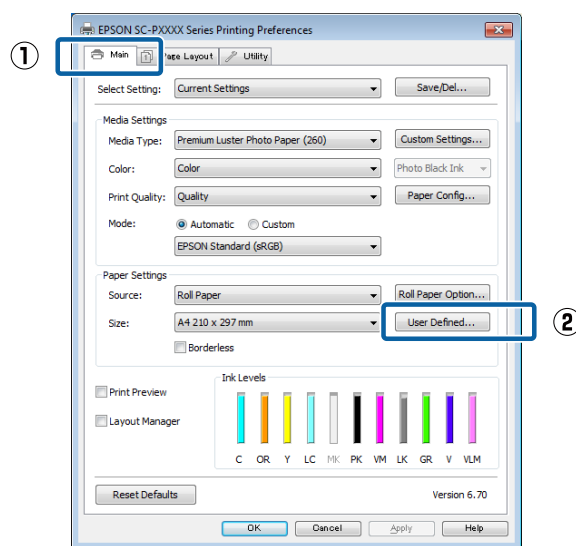 EPSON SC-PXXXX Series Printing Preferences
① Main Page Layout Utility
Select Setting: Current Settings Save/Del...
Media Settings
Media Type: Premium Luster Photo Paper (260) Custom Settings...
Color: Color Photo Black Ink
Print Quality: Quality Paper Config...
Mode: Automatic Custom
EPSON Standard (sRGB)
Paper Settings
Source: Roll Paper Roll Paper Option...
Size: A4 210 x 297 mm User Defined... ②
Borderless
Ink Levels
Print Preview
Layout Manager
C OR Y LC MK PK VM LK GR V VLM
Reset Defaults Version 6.70
OK Cancel Apply Help